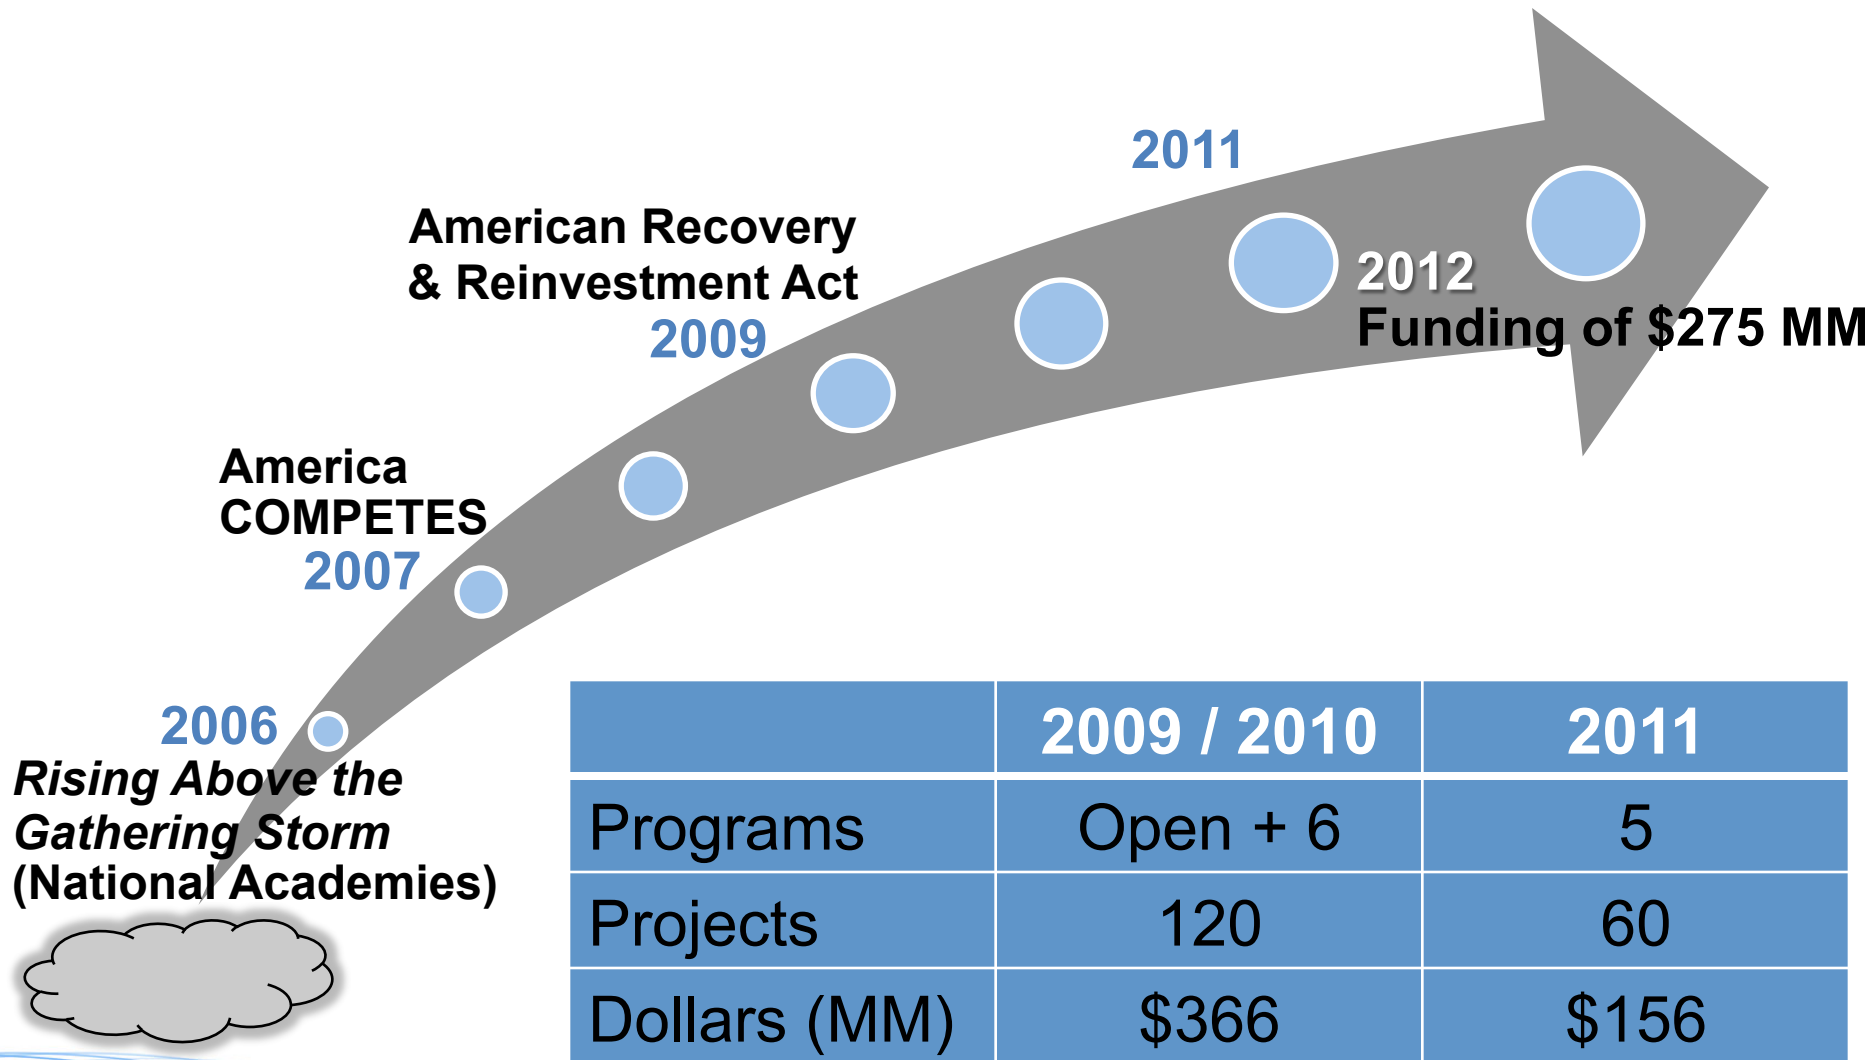 2011
American Recovery
& Reinvestment Act
2009
2012
Funding of $275 MM
America
COMPETES
2007
2006
Rising Above the
Gathering Storm
(National Academies)
2009 / 2010 2011
Programs Open + 6 5
Projects 120 60
Dollars (MM) $366 $156